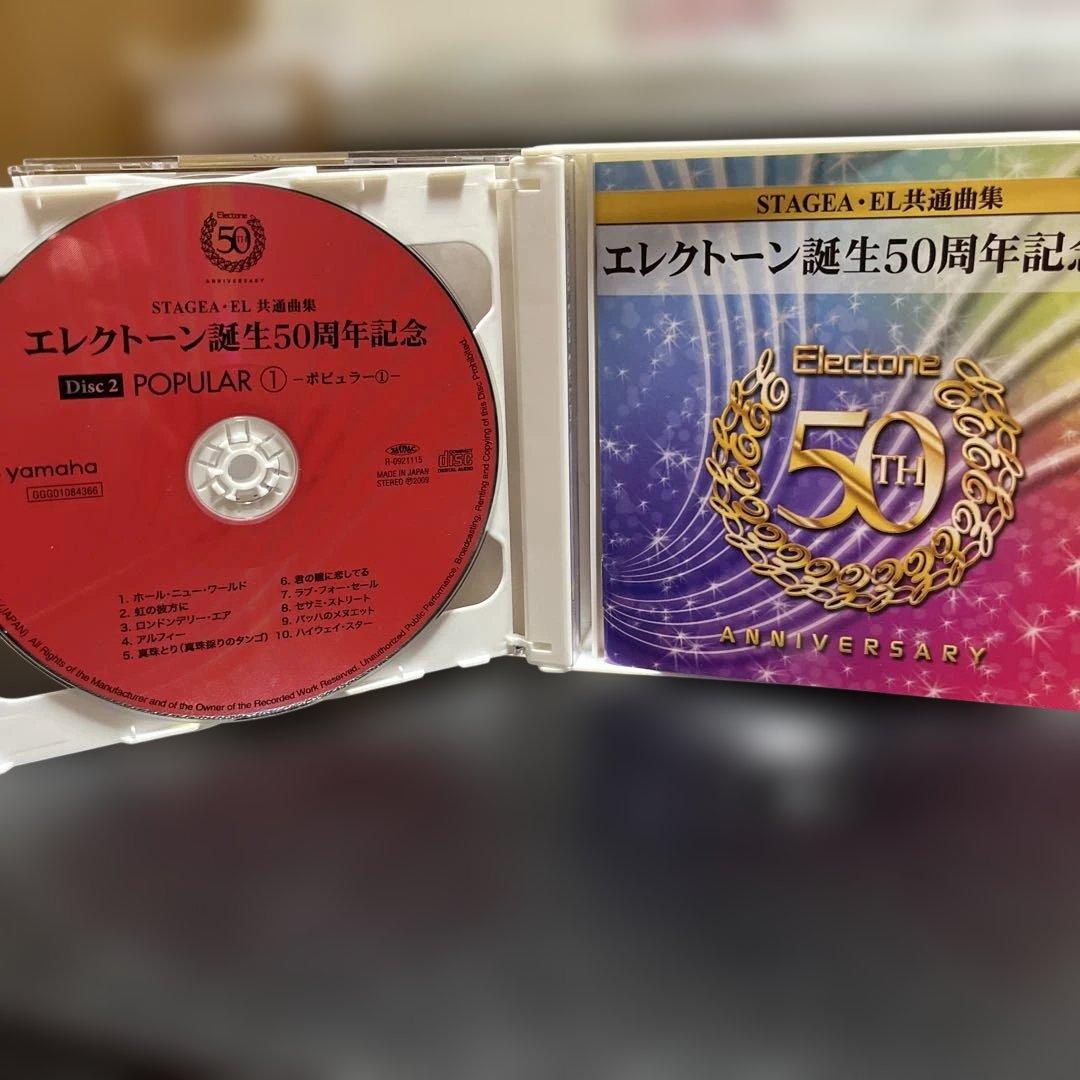 Electone
50TH
ANNIVERSARY
STAGEA・EL 共通曲集
エレクトーン誕生50周年記念
Disc 2 POPULAR ① −ポピュラー①−
yamaha
GGG01084366
R-0921115
COMPACT
disc
DIGITAL AUDIO
MADE IN JAPAN
STEREO Ⓟ2009
1. ホール・ニュー・ワールド
2. 虹の彼方に
3. ロンドンデリー・エア
4. アルフィー
5. 真珠とり(真珠採りのタンゴ)
6. 君の瞳に恋してる
7. ラブ・フォー・セール
8. セサミ・ストリート
9. バッハのメヌエット
10. ハイウェイ・スター
(JAPAN). All Rights of the Manufacturer and of the Owner of the Recorded Work Reserved. Unauthorized Public Performance, Broadcasting, Renting and Copying of this Disc Prohibited.
STAGEA・EL共通曲集
エレクトーン誕生50周年記念
Electone
50TH
ANNIVERSARY